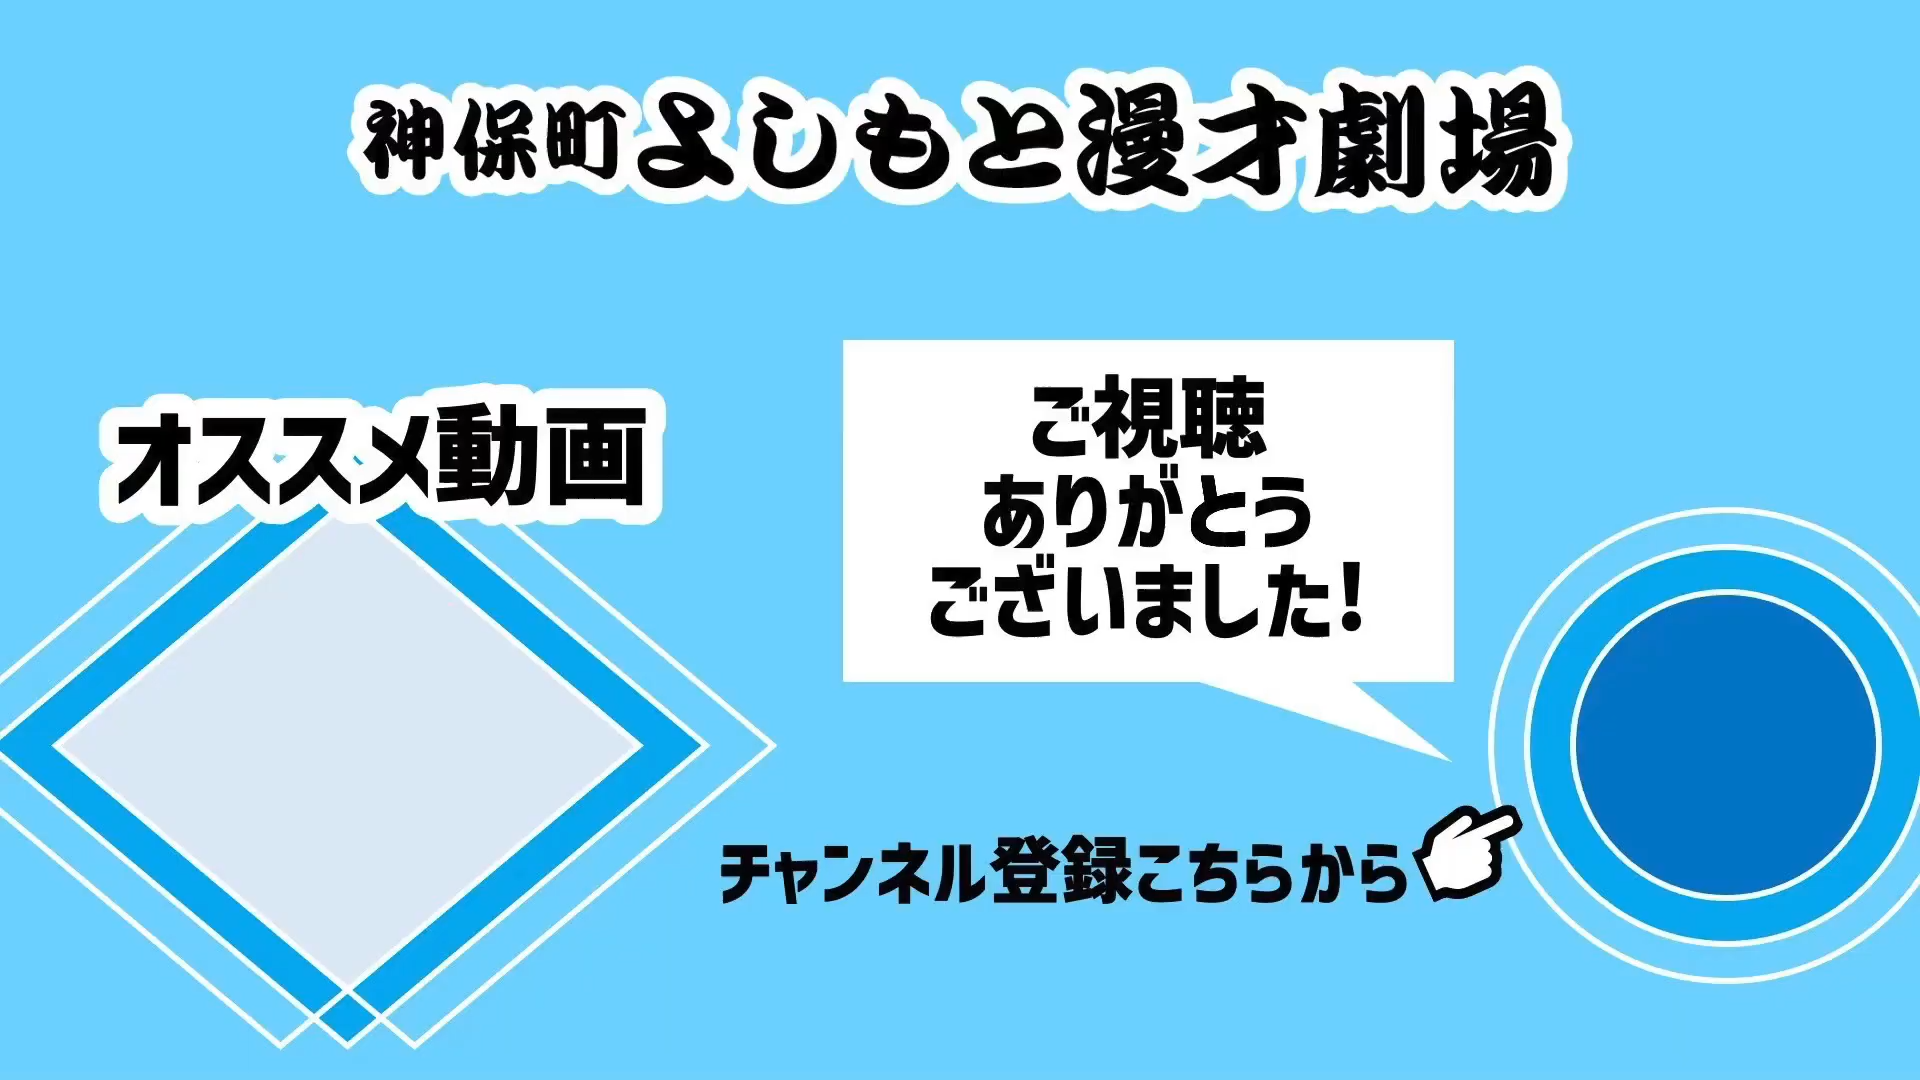 神保町よしもと漫才劇場
オススメ動画
ご視聴
ありがとう
ございました!
チャンネル登録こちらから